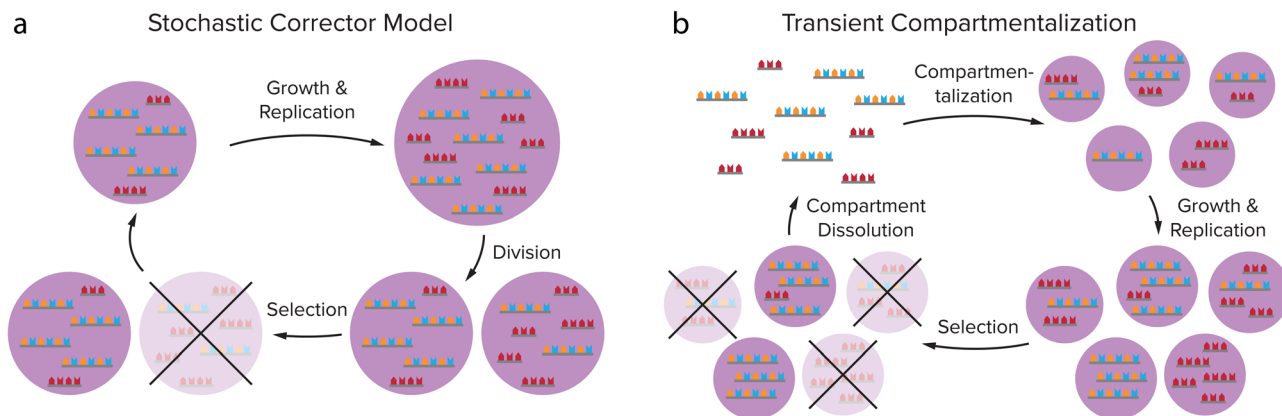 a
Stochastic Corrector Model
Growth &
Replication
Division
Selection
b
Transient Compartmentalization
Compartmen-
talization
Growth &
Replication
Selection
Compartment
Dissolution